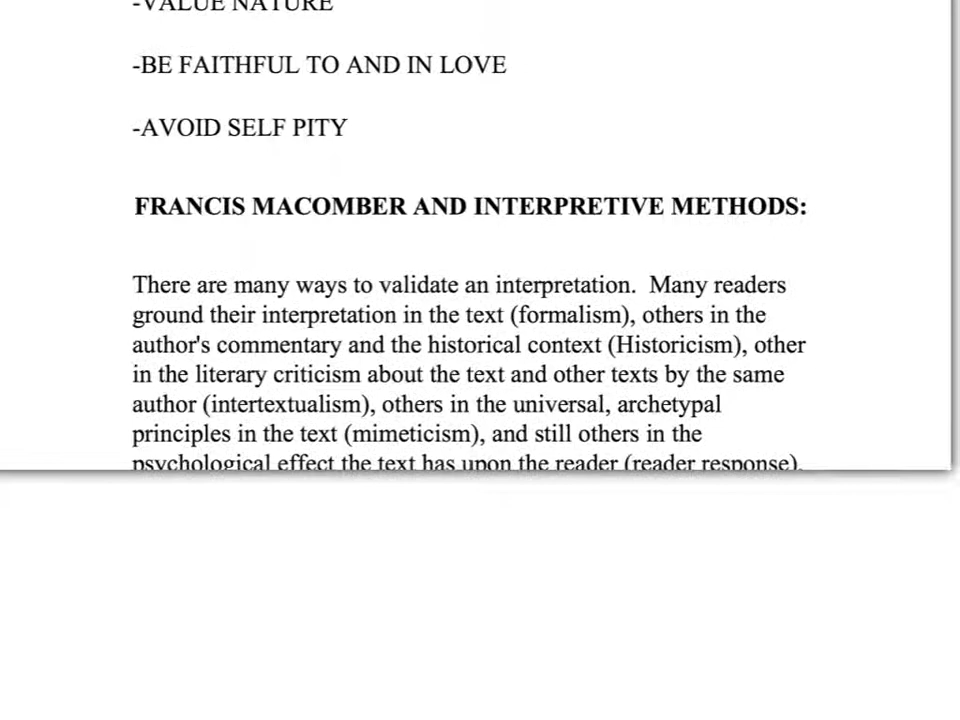 -VALUE NATURE
-BE FAITHFUL TO AND IN LOVE
-AVOID SELF PITY
FRANCIS MACOMBER AND INTERPRETIVE METHODS:
There are many ways to validate an interpretation.  Many readers
ground their interpretation in the text (formalism), others in the
author's commentary and the historical context (Historicism), other
in the literary criticism about the text and other texts by the same
author (intertextualism), others in the universal, archetypal
principles in the text (mimeticism), and still others in the
psychological effect the text has upon the reader (reader response).